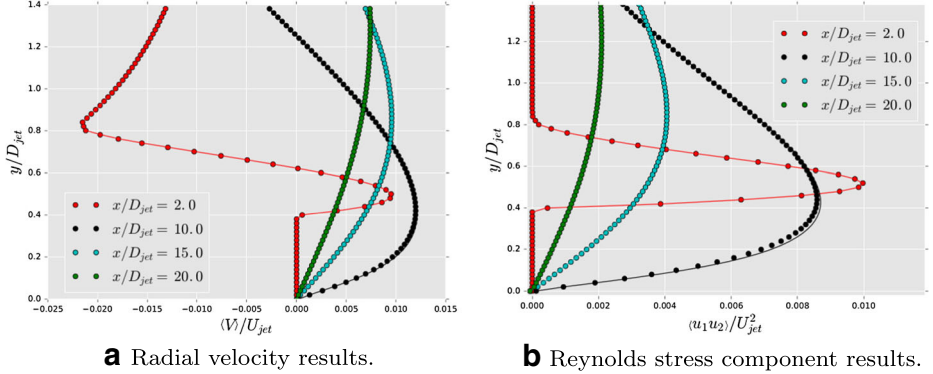 1.4
1.2
1.0
0.8
0.6
0.4
0.2
0.0
y/D_jet
x/D_jet = 2.0
x/D_jet = 10.0
x/D_jet = 15.0
x/D_jet = 20.0
−0.025 −0.020 −0.015 −0.010 −0.005 0.000 0.005 0.010 0.015
⟨V⟩/U_jet
a Radial velocity results.
1.2
1.0
0.8
0.6
0.4
0.2
0.0
y/D_jet
x/D_jet = 2.0
x/D_jet = 10.0
x/D_jet = 15.0
x/D_jet = 20.0
0.000 0.002 0.004 0.006 0.008 0.010
⟨u₁u₂⟩/U²_jet
b Reynolds stress component results.